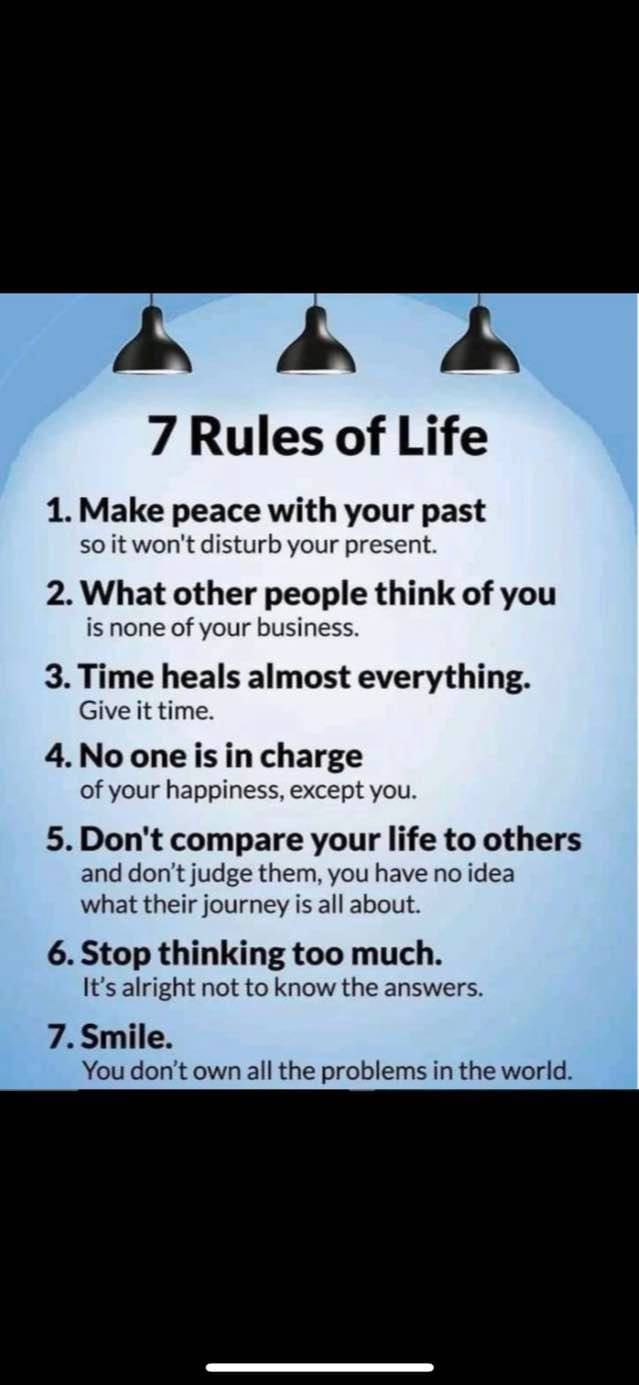 7 Rules of Life
1. Make peace with your past
so it won't disturb your present.
2. What other people think of you
is none of your business.
3. Time heals almost everything.
Give it time.
4. No one is in charge
of your happiness, except you.
5. Don't compare your life to others
and don’t judge them, you have no idea
what their journey is all about.
6. Stop thinking too much.
It’s alright not to know the answers.
7. Smile.
You don’t own all the problems in the world.